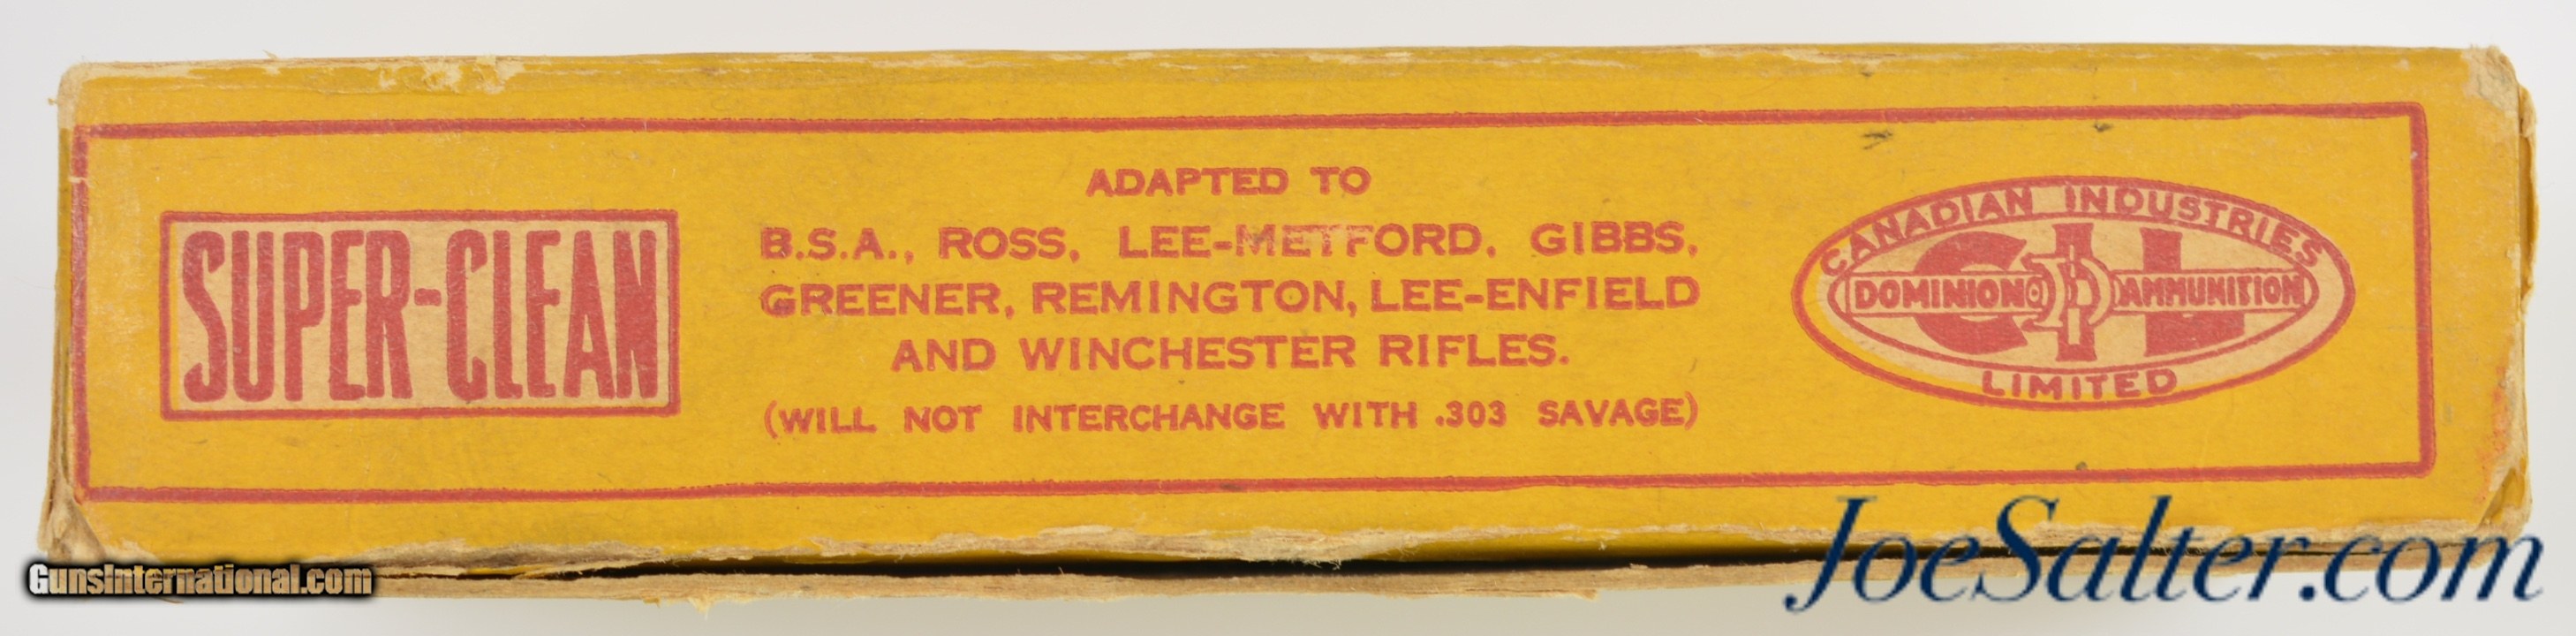 ADAPTED TO
SUPER-CLEAN
B.S.A., ROSS, LEE-METFORD, GIBBS,
GREENER, REMINGTON, LEE-ENFIELD
AND WINCHESTER RIFLES.
(WILL NOT INTERCHANGE WITH .303 SAVAGE)
CANADIAN INDUSTRIES
CIL
DOMINION AMMUNITION
LIMITED
GunsInternational.com
JoeSalter.com